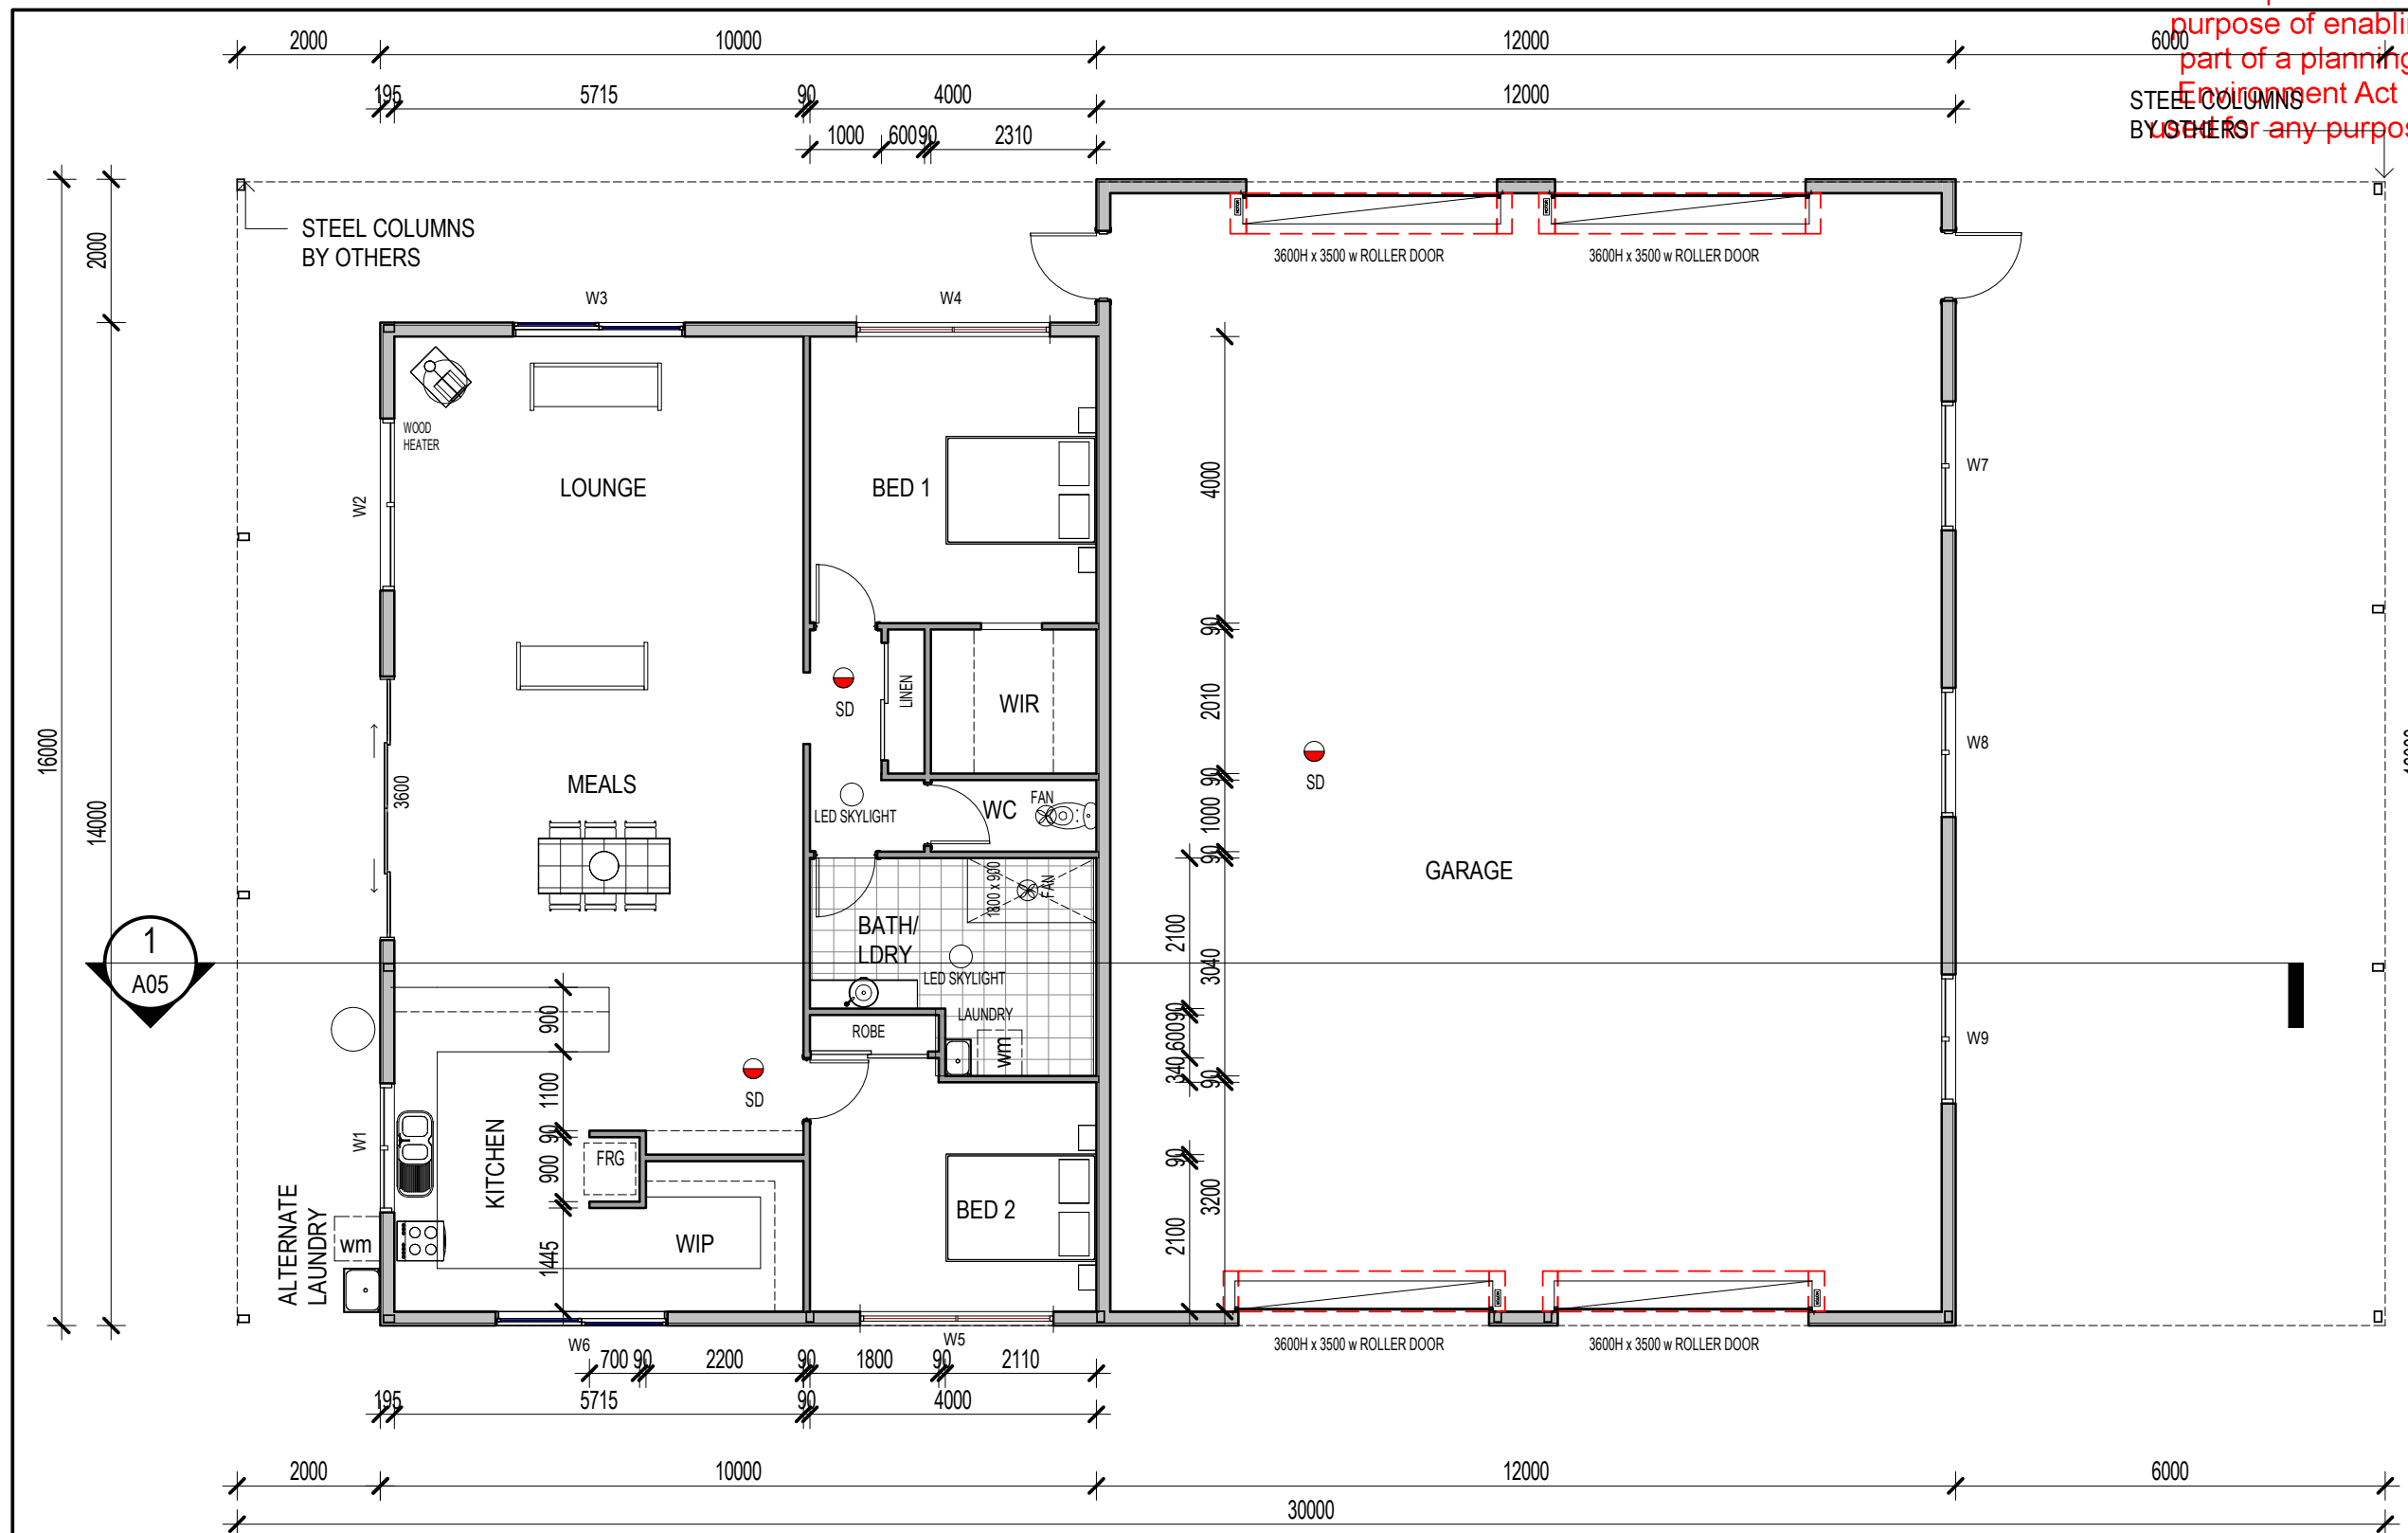 purpose of enablin
part of a planning
Environment Act
used for any purpos
2000
10000
12000
6000
195
5715
90
4000
12000
STEEL COLUMNS
BY OTHERS
1000
600
90
2310
STEEL COLUMNS
BY OTHERS
3600H x 3500 w ROLLER DOOR
3600H x 3500 w ROLLER DOOR
2000
W3
W4
WOOD
HEATER
W2
LOUNGE
BED 1
4000
W7
90
LINEN
WIR
2010
SD
16000
W8
SD
MEALS
3600
90
14000
LED SKYLIGHT
WC
FAN
1000
90
GARAGE
1800 x 900
FAN
BATH/
LDRY
2100
1
A05
LED SKYLIGHT
3040
900
LAUNDRY
ROBE
90
600
wm
W9
340
90
1100
SD
W1
KITCHEN
90
FRG
900
90
3200
BED 2
ALTERNATE
LAUNDRY
wm
WIP
1445
2100
W6
W5
3600H x 3500 w ROLLER DOOR
3600H x 3500 w ROLLER DOOR
700
90
2200
90
1800
90
2110
195
5715
90
4000
2000
10000
12000
6000
30000